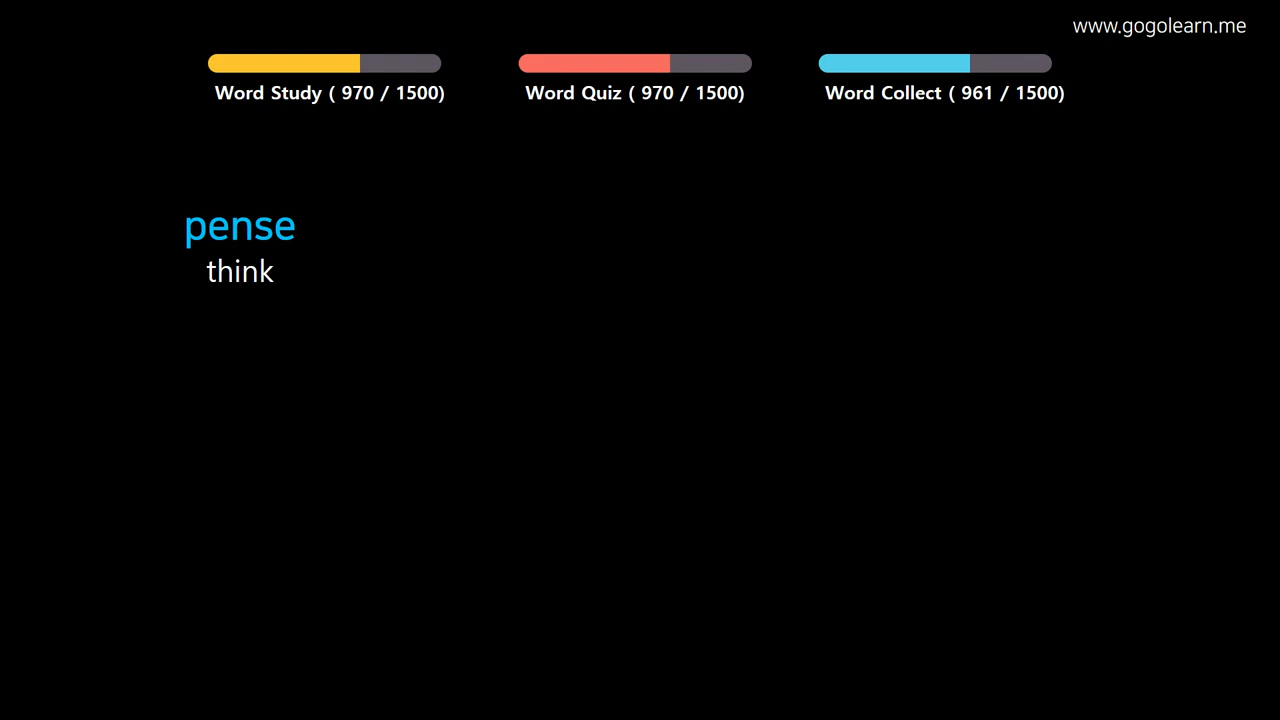 www.gogolearn.me
Word Study ( 970 / 1500)
Word Quiz ( 970 / 1500)
Word Collect ( 961 / 1500)
pense
think